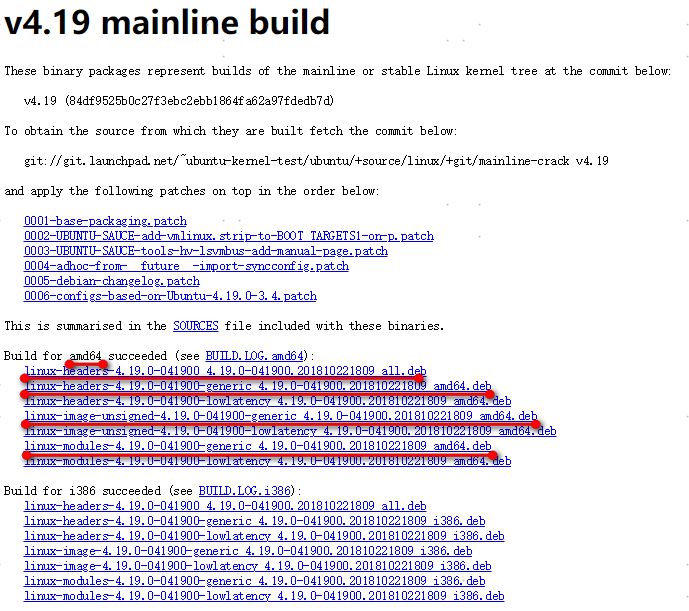 v4.19 mainline build
These binary packages represent builds of the mainline or stable Linux kernel tree at the commit below:
v4.19 (84df9525b0c27f3ebc2ebb1864fa62a97fdedb7d)
To obtain the source from which they are built fetch the commit below:
git://git.launchpad.net/~ubuntu-kernel-test/ubuntu/+source/linux/+git/mainline-crack v4.19
and apply the following patches on top in the order below:
0001-base-packaging.patch
0002-UBUNTU-SAUCE-add-vmlinux.strip-to-BOOT_TARGETS1-on-p.patch
0003-UBUNTU-SAUCE-tools-hv-lsvmbus-add-manual-page.patch
0004-adhoc-from-__future__-import-syncconfig.patch
0005-debian-changelog.patch
0006-configs-based-on-Ubuntu-4.19.0-3.4.patch
This is summarised in the SOURCES file included with these binaries.
Build for amd64 succeeded (see BUILD.LOG.amd64):
linux-headers-4.19.0-041900_4.19.0-041900.201810221809_all.deb
linux-headers-4.19.0-041900-generic_4.19.0-041900.201810221809_amd64.deb
linux-headers-4.19.0-041900-lowlatency_4.19.0-041900.201810221809_amd64.deb
linux-image-unsigned-4.19.0-041900-generic_4.19.0-041900.201810221809_amd64.deb
linux-image-unsigned-4.19.0-041900-lowlatency_4.19.0-041900.201810221809_amd64.deb
linux-modules-4.19.0-041900-generic_4.19.0-041900.201810221809_amd64.deb
linux-modules-4.19.0-041900-lowlatency_4.19.0-041900.201810221809_amd64.deb
Build for i386 succeeded (see BUILD.LOG.i386):
linux-headers-4.19.0-041900_4.19.0-041900.201810221809_all.deb
linux-headers-4.19.0-041900-generic_4.19.0-041900.201810221809_i386.deb
linux-headers-4.19.0-041900-lowlatency_4.19.0-041900.201810221809_i386.deb
linux-image-4.19.0-041900-generic_4.19.0-041900.201810221809_i386.deb
linux-image-4.19.0-041900-lowlatency_4.19.0-041900.201810221809_i386.deb
linux-modules-4.19.0-041900-generic_4.19.0-041900.201810221809_i386.deb
linux-modules-4.19.0-041900-lowlatency_4.19.0-041900.201810221809_i386.deb